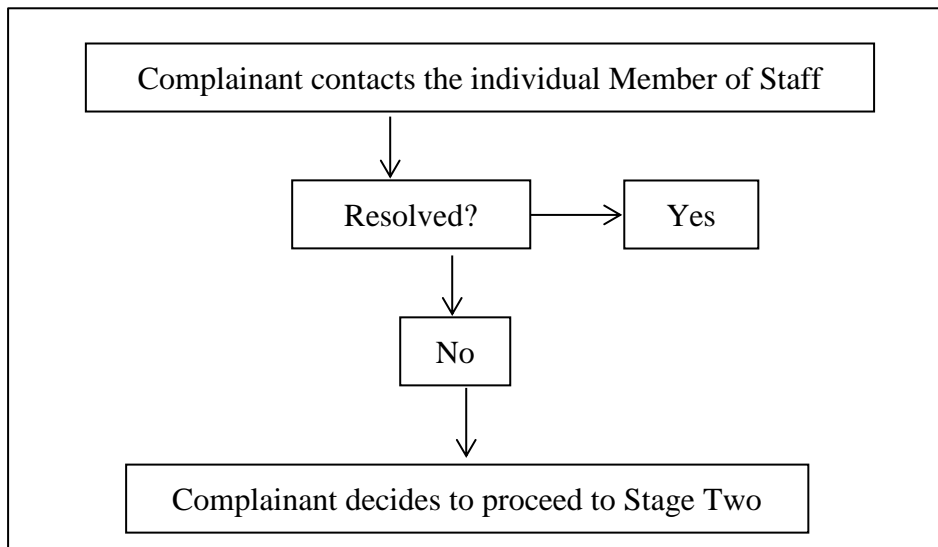 Complainant contacts the individual Member of Staff
Resolved?
Yes
No
Complainant decides to proceed to Stage Two